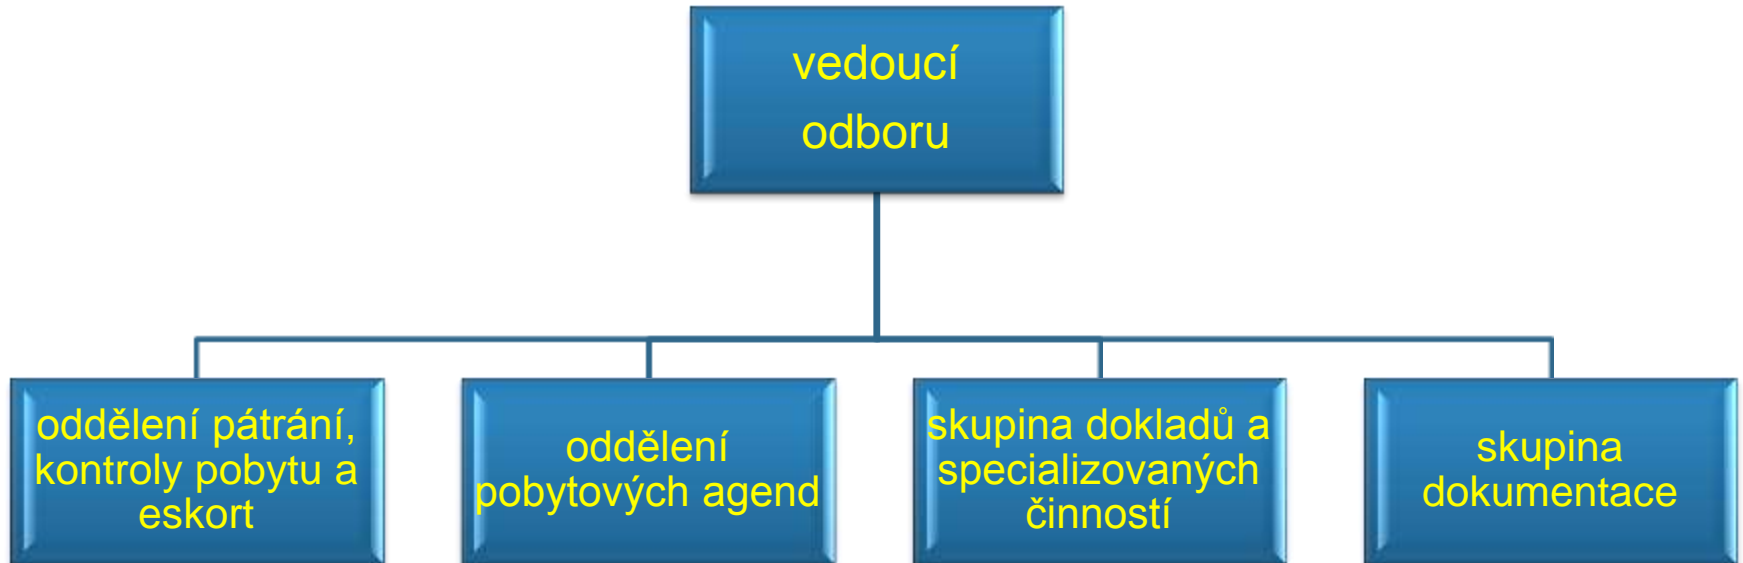 vedoucí
odboru
oddělení pátrání,
kontroly pobytu a
eskort
oddělení
pobytových agend
skupina dokladů a
specializovaných
činností
skupina
dokumentace